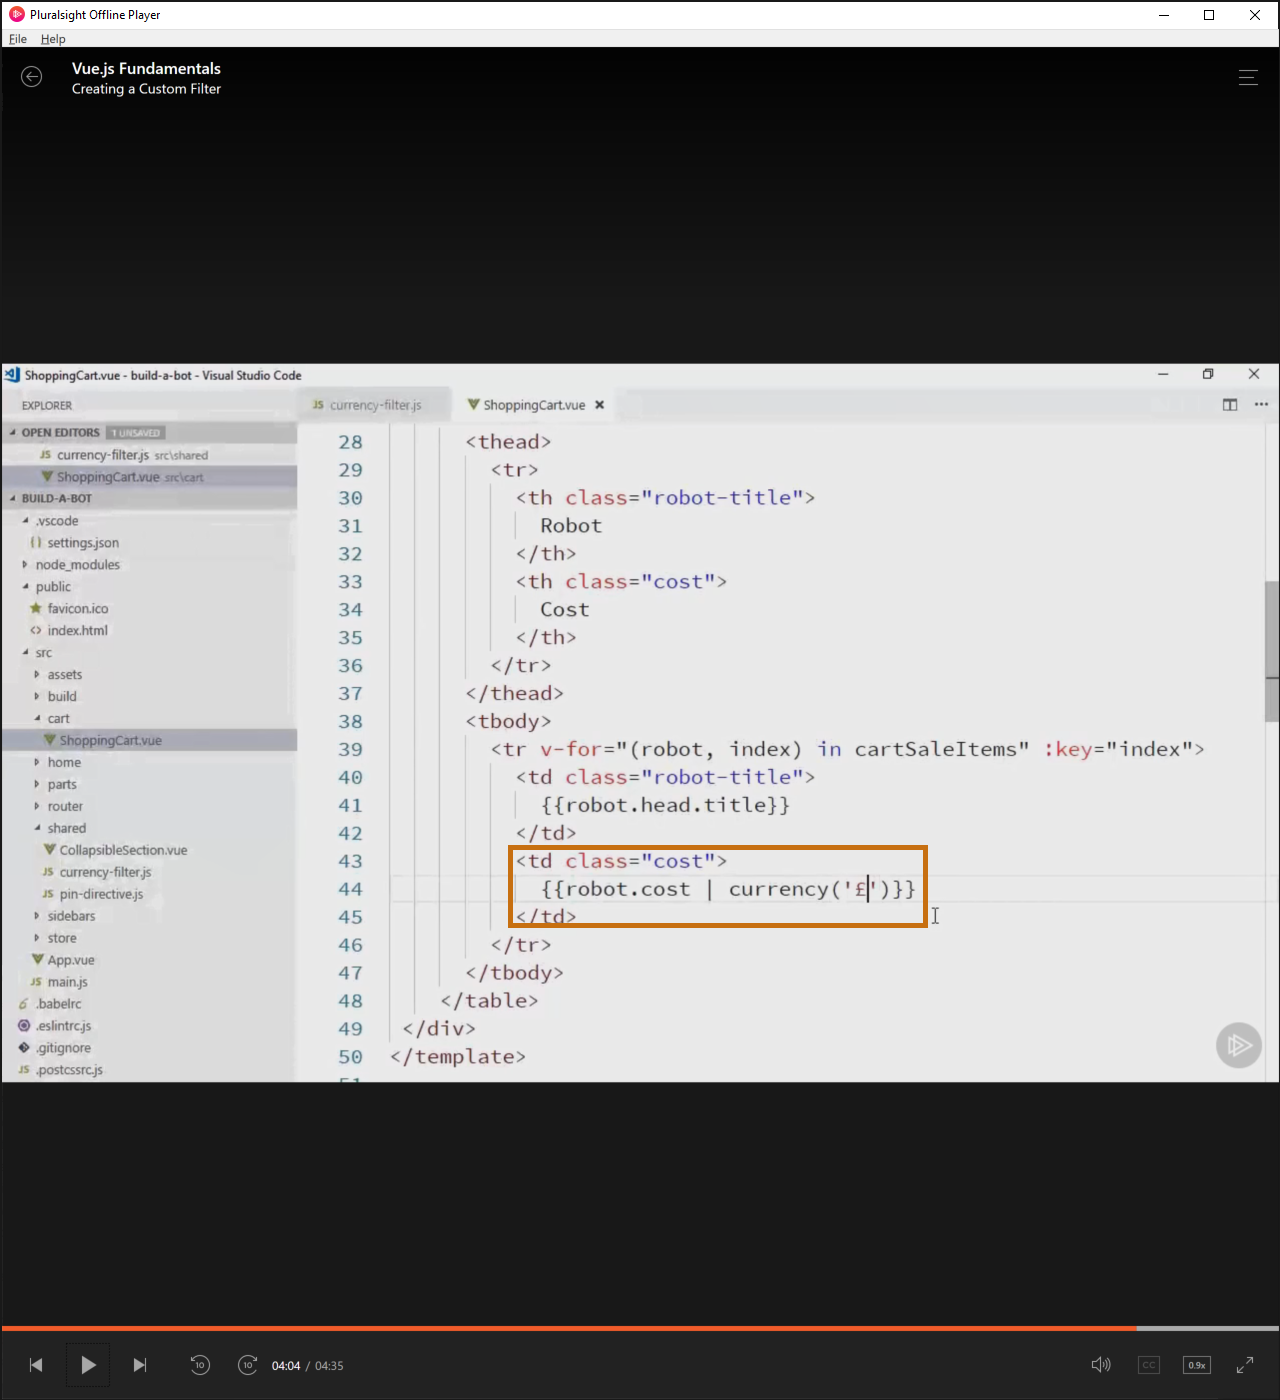 Pluralsight Offline Player
File Help
Vue.js Fundamentals
Creating a Custom Filter
ShoppingCart.vue - build-a-bot - Visual Studio Code
EXPLORER
OPEN EDITORS 1 UNSAVED
currency-filter.js src\shared
ShoppingCart.vue src\cart
BUILD-A-BOT
.vscode
settings.json
node_modules
public
favicon.ico
index.html
src
assets
build
cart
ShoppingCart.vue
home
parts
router
shared
CollapsibleSection.vue
currency-filter.js
pin-directive.js
sidebars
store
App.vue
main.js
.babelrc
.eslintrc.js
.gitignore
.postcssrc.js
currency-filter.js
ShoppingCart.vue
28 <thead>
29 <tr>
30 <th class="robot-title">
31 Robot
32 </th>
33 <th class="cost">
34 Cost
35 </th>
36 </tr>
37 </thead>
38 <tbody>
39 <tr v-for="(robot, index) in cartSaleItems" :key="index">
40 <td class="robot-title">
41 {{robot.head.title}}
42 </td>
43 <td class="cost">
44 {{robot.cost | currency('£')}}
45 </td>
46 </tr>
47 </tbody>
48 </table>
49 </div>
50 </template>
10 10 04:04 / 04:35 CC 0.9x